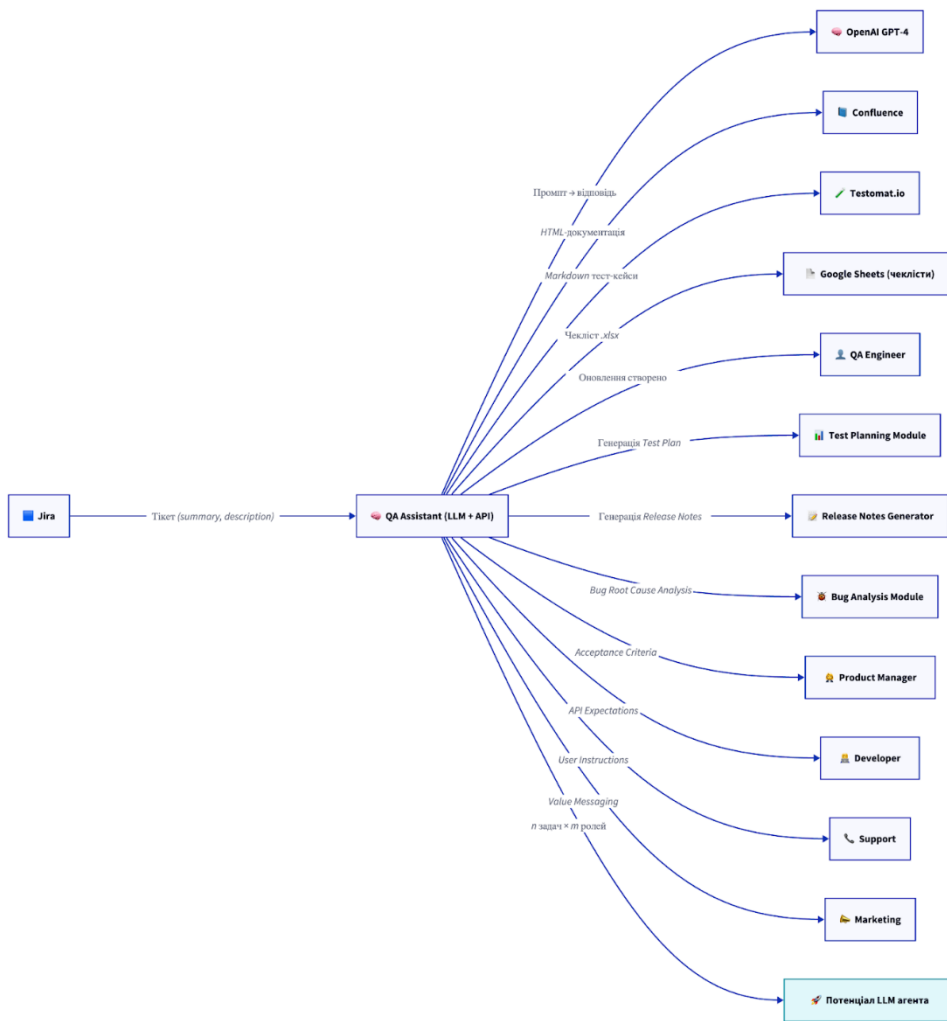 OpenAI GPT-4
Confluence
Testomat.io
Google Sheets (чеклісти)
QA Engineer
Test Planning Module
Release Notes Generator
Bug Analysis Module
Product Manager
Developer
Support
Marketing
Потенціал LLM агента
Промпт → відповідь
HTML-документація
Markdown тест-кейси
Чекліст .xlsx
Оновлення створено
Генерація Test Plan
Jira
Тікет (summary, description)
QA Assistant (LLM + API)
Генерація Release Notes
Bug Root Cause Analysis
Acceptance Criteria
API Expectations
User Instructions
Value Messaging
n задач × m ролей